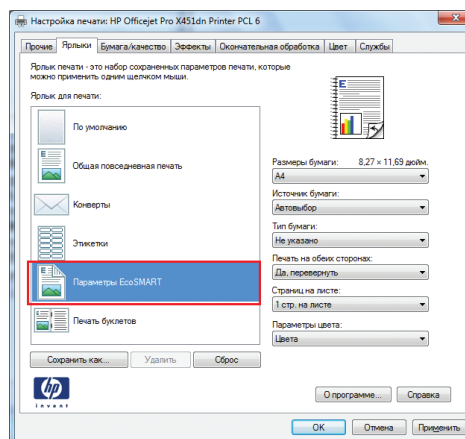 Настройка печати: HP Officejet Pro X451dn Printer PCL 6
Прочие Ярлыки Бумага/качество Эффекты Окончательная обработка Цвет Службы
Ярлык печати - это набор сохраненных параметров печати, которые
можно применить одним щелчком мыши.
Ярлык для печати:
По умолчанию
Общая повседневная печать
Конверты
Этикетки
Параметры EcoSMART
Печать буклетов
Сохранить как... Удалить Сброс
Размеры бумаги: 8,27 × 11,69 дюйм.
A4
Источник бумаги:
Автовыбор
Тип бумаги:
Не указано
Печать на обеих сторонах:
Да, перевернуть
Страниц на листе:
1 стр. на листе
Параметры цвета:
Цвета
hp
invent
О программе... Справка
OK Отмена Применить